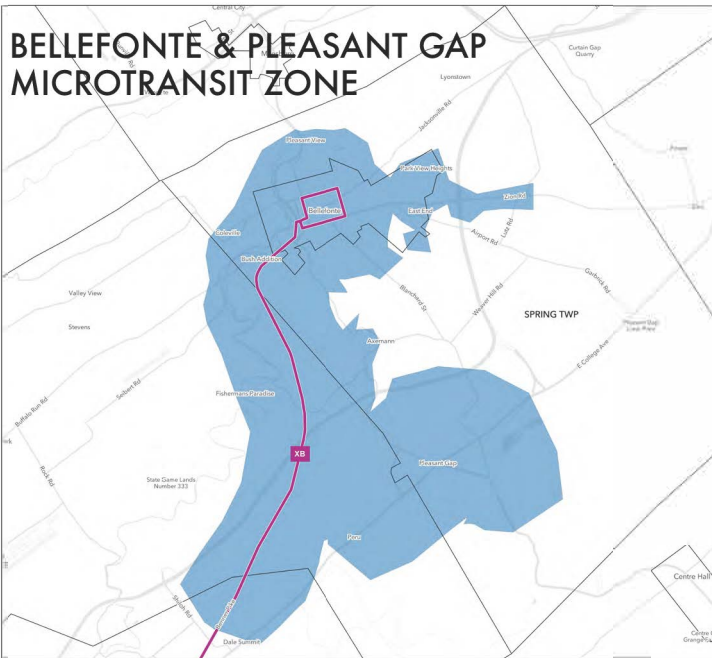 Central City
BELLEFONTE & PLEASANT GAP
MICROTRANSIT ZONE
Curtain Gap
Quarry
Lyonstown
Jacksonville Rd
Pleasant View
Park View Heights
Zion Rd
Bellefonte
East End
Coleville
Airport Rd
Lutz Rd
Bush Addition
Valley View
Blanchard St
Weaver Hill Rd
Garbrick Rd
SPRING TWP
Stevens
Axemann
E College Ave
Seibert Rd
Fishermans Paradise
Buffalo Run Rd
XB
Pleasant Gap
Rock Rd
State Game Lands
Number 333
Peru
Centre Hall
Shiloh Rd
Dale Summit